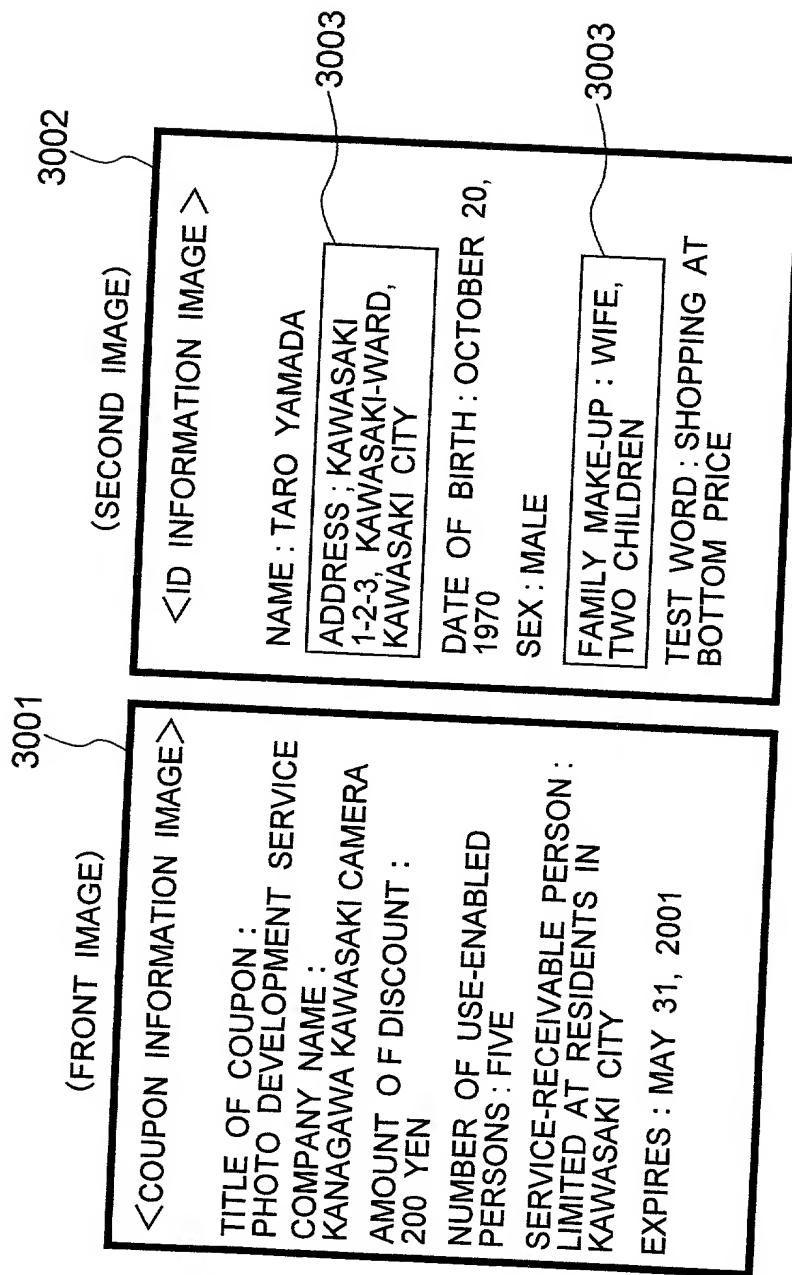 (FRONT IMAGE)
3001
<COUPON INFORMATION IMAGE>
TITLE OF COUPON :
PHOTO DEVELOPMENT SERVICE
COMPANY NAME :
KANAGAWA KAWASAKI CAMERA
AMOUNT OF DISCOUNT :
200 YEN
NUMBER OF USE-ENABLED
PERSONS : FIVE
SERVICE-RECEIVABLE PERSON :
LIMITED AT RESIDENTS IN
KAWASAKI CITY
EXPIRES : MAY 31, 2001
(SECOND IMAGE)
3002
<ID INFORMATION IMAGE >
NAME : TARO YAMADA
ADDRESS ; KAWASAKI
1-2-3, KAWASAKI-WARD,
KAWASAKI CITY
3003
DATE OF BIRTH : OCTOBER 20,
1970
SEX : MALE
FAMILY MAKE-UP : WIFE,
TWO CHILDREN
3003
TEST WORD : SHOPPING AT
BOTTOM PRICE